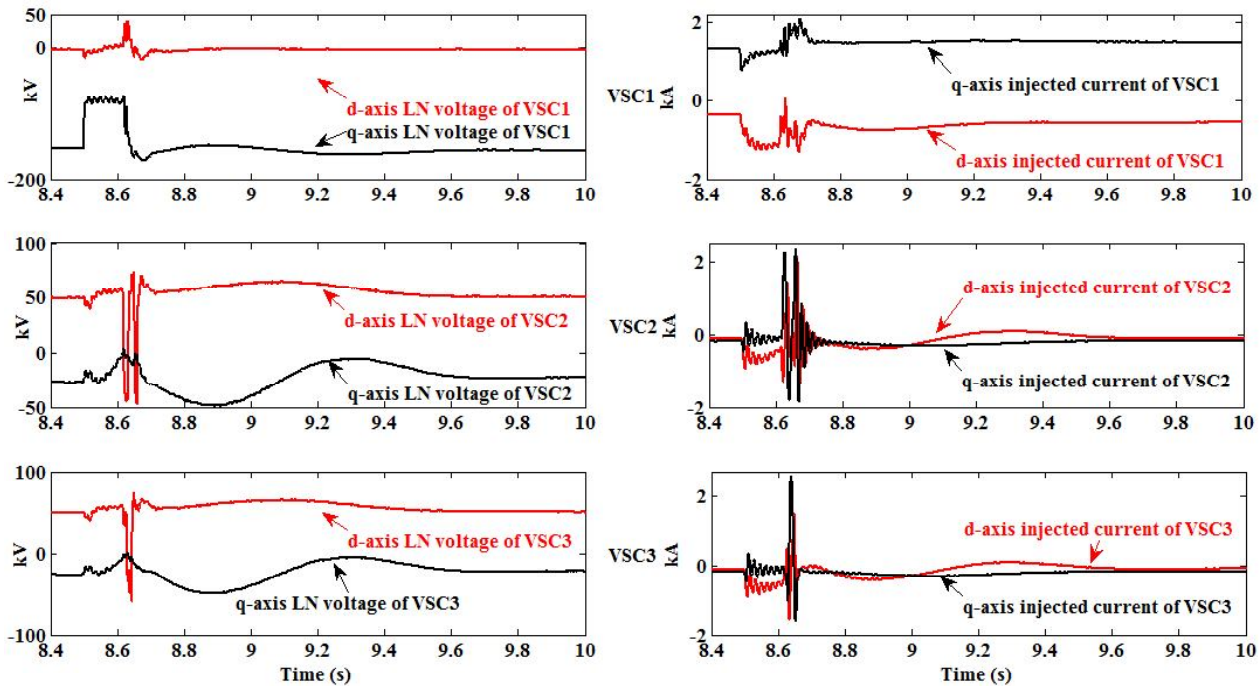 50
0
kV
-200
d-axis LN voltage of VSC1
q-axis LN voltage of VSC1
8.4 8.6 8.8 9 9.2 9.4 9.6 9.8 10
VSC1
2
0
kA
-2
q-axis injected current of VSC1
d-axis injected current of VSC1
8.4 8.6 8.8 9 9.2 9.4 9.6 9.8 10
100
50
0
-50
kV
d-axis LN voltage of VSC2
q-axis LN voltage of VSC2
8.4 8.6 8.8 9 9.2 9.4 9.6 9.8 10
VSC2
2
0
-2
kA
d-axis injected current of VSC2
q-axis injected current of VSC2
8.4 8.6 8.8 9 9.2 9.4 9.6 9.8 10
100
0
-100
kV
d-axis LN voltage of VSC3
q-axis LN voltage of VSC3
8.4 8.6 8.8 9 9.2 9.4 9.6 9.8 10
Time (s)
VSC3
2
0
-2
kA
d-axis injected current of VSC3
q-axis injected current of VSC3
8.4 8.6 8.8 9 9.2 9.4 9.6 9.8 10
Time (s)